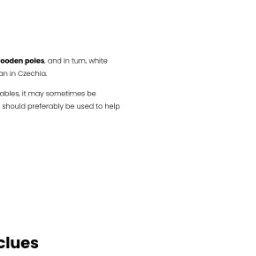 ooden poles, and in turn, white
an in Czechia.
ables, it may sometimes be
should preferably be used to help
clues